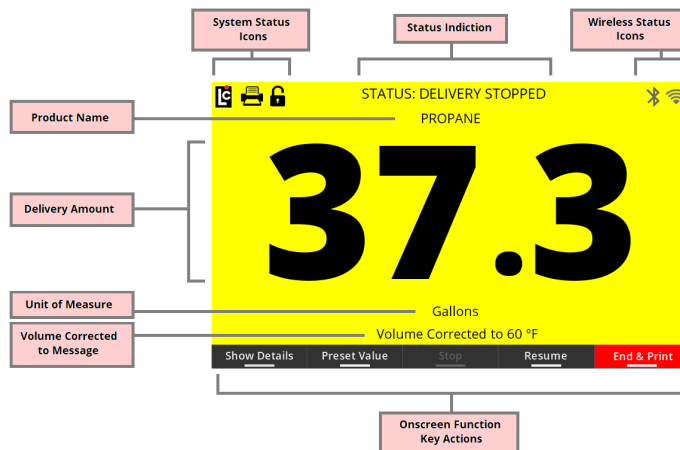 System Status
Icons
Status Indiction
Wireless Status
Icons
LC
STATUS: DELIVERY STOPPED
Product Name
PROPANE
37.3
Delivery Amount
Unit of Measure
Gallons
Volume Corrected
to Message
Volume Corrected to 60 °F
Show Details
Preset Value
Stop
Resume
End & Print
Onscreen Function
Key Actions